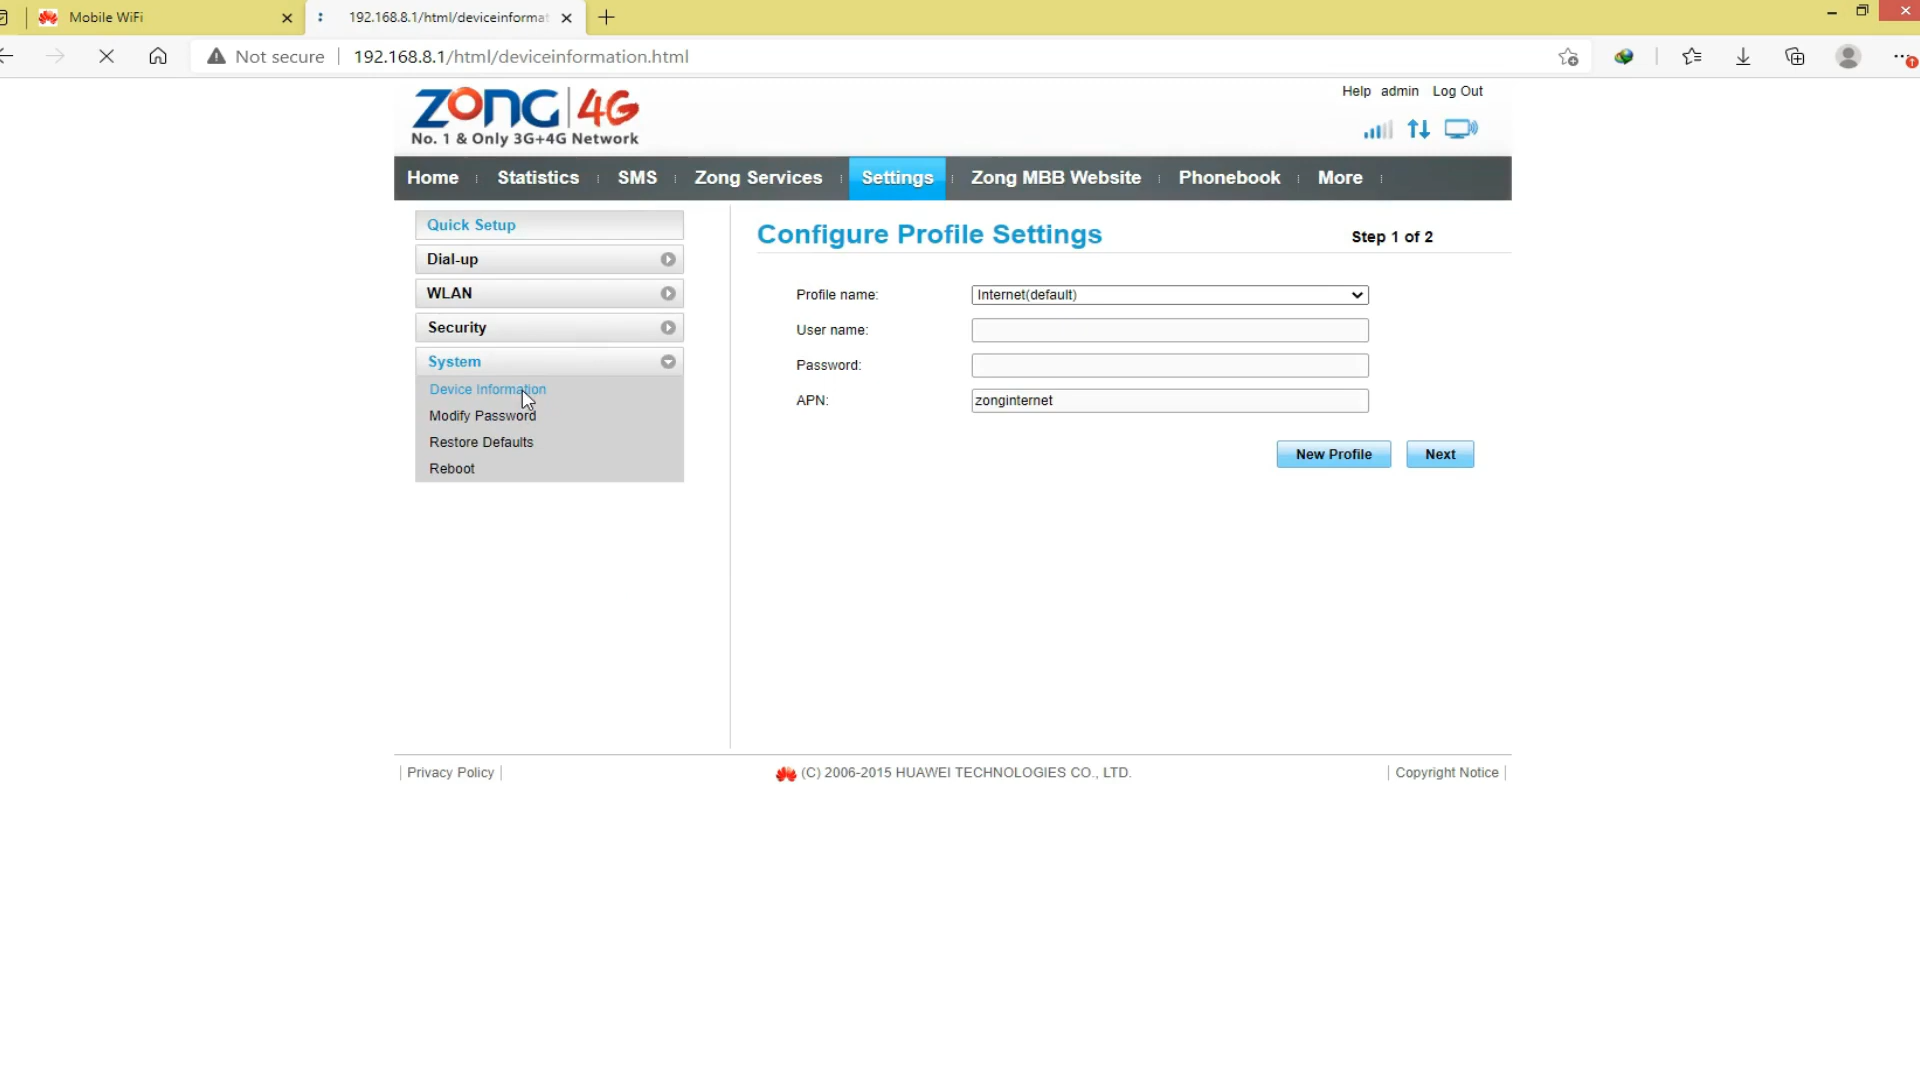 Mobile WiFi
192.168.8.1/html/deviceinformat
Not secure
192.168.8.1/html/deviceinformation.html
ZONG 4G
No. 1 & Only 3G+4G Network
Help admin Log Out
Home Statistics SMS Zong Services Settings Zong MBB Website Phonebook More
Quick Setup
Dial-up
WLAN
Security
System
Device Information
Modify Password
Restore Defaults
Reboot
Configure Profile Settings
Step 1 of 2
Profile name: Internet(default)
User name:
Password:
APN: zonginternet
New Profile Next
Privacy Policy
(C) 2006-2015 HUAWEI TECHNOLOGIES CO., LTD.
Copyright Notice